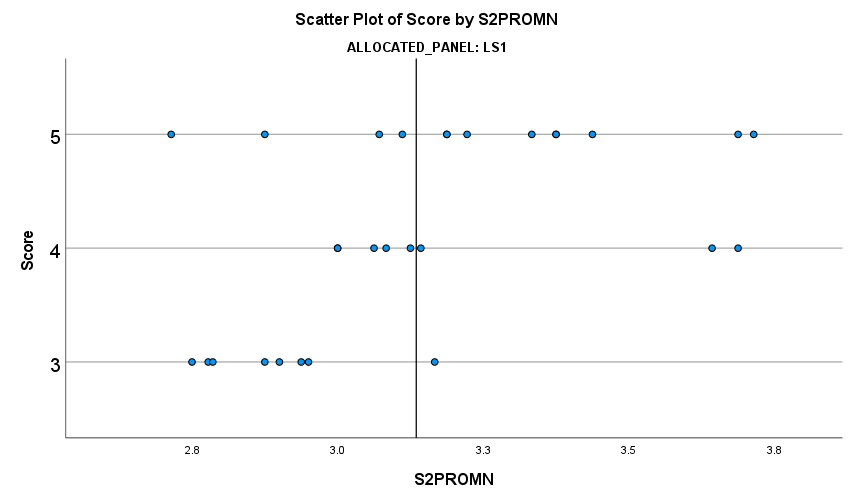 Scatter Plot of Score by S2PROMN
ALLOCATED_PANEL: LS1
5
4
3
Score
2.8 3.0 3.3 3.5 3.8
S2PROMN